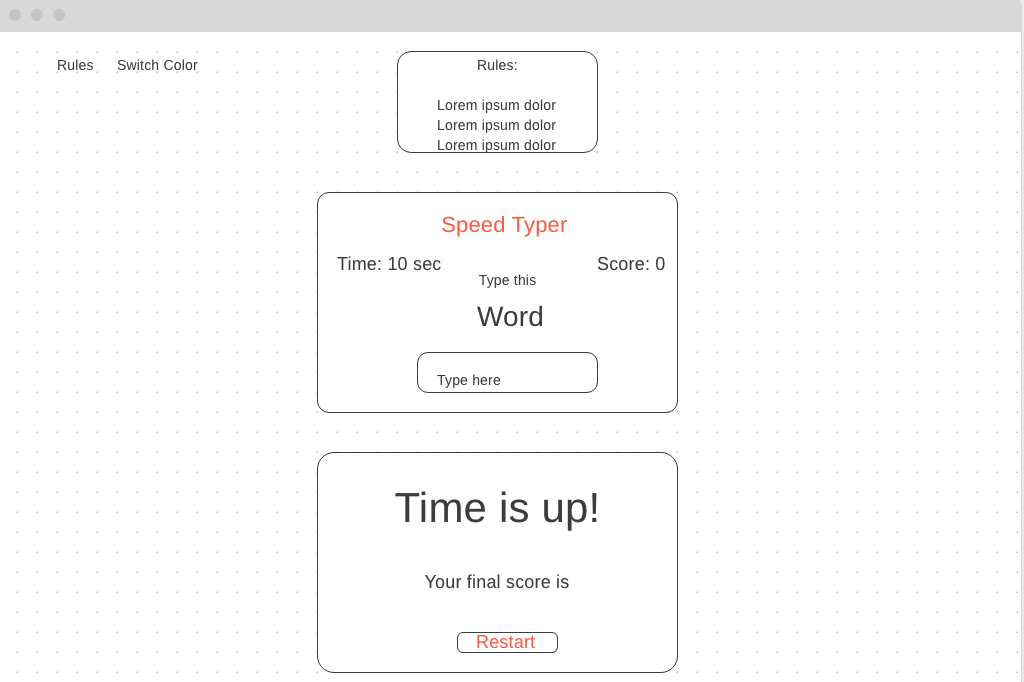 Rules Switch Color
Rules:
Lorem ipsum dolor
Lorem ipsum dolor
Lorem ipsum dolor
Speed Typer
Time: 10 sec Score: 0
Type this
Word
Type here
Time is up!
Your final score is
Restart